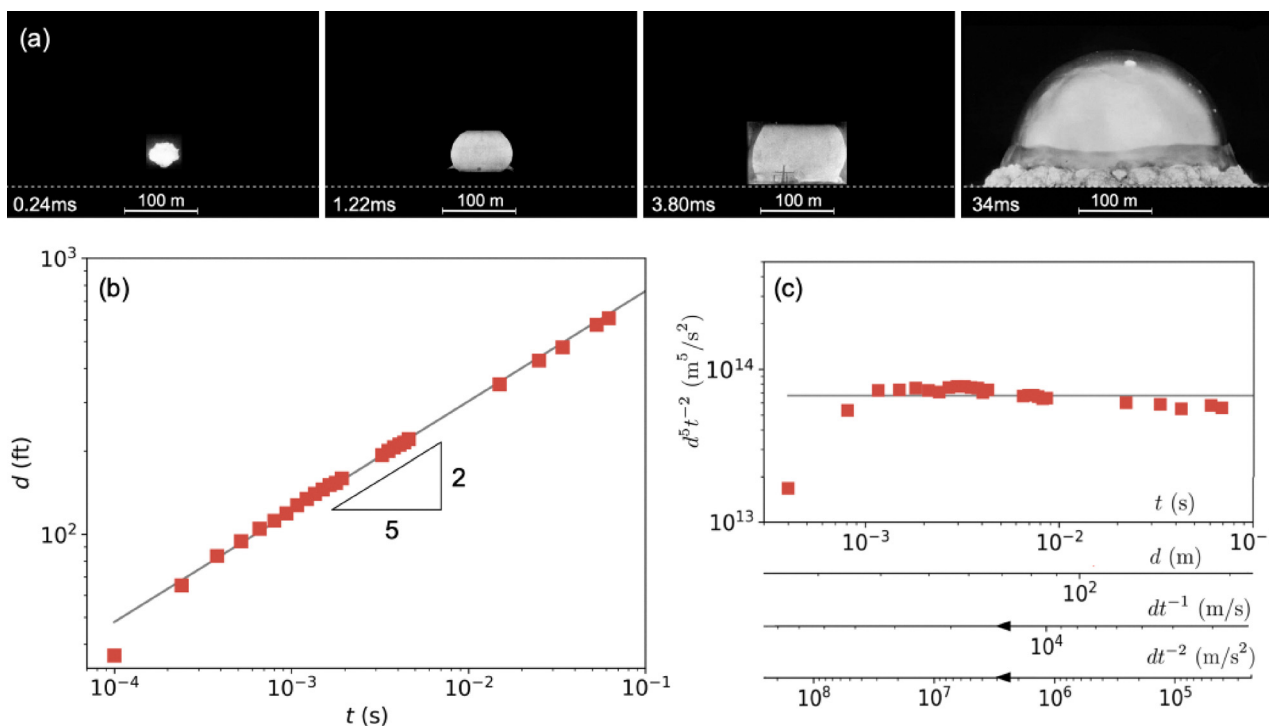 (a)
0.24ms
100 m
1.22ms
100 m
3.80ms
100 m
34ms
100 m
(b)
10³
10²
d (ft)
2
5
10⁻⁴
10⁻³
10⁻²
10⁻¹
t (s)
(c)
d⁵t⁻² (m⁵/s²)
10¹⁴
10¹³
t (s)
10⁻³
10⁻²
10⁻
d (m)
10²
dt⁻¹ (m/s)
10⁴
dt⁻² (m/s²)
10⁸
10⁷
10⁶
10⁵